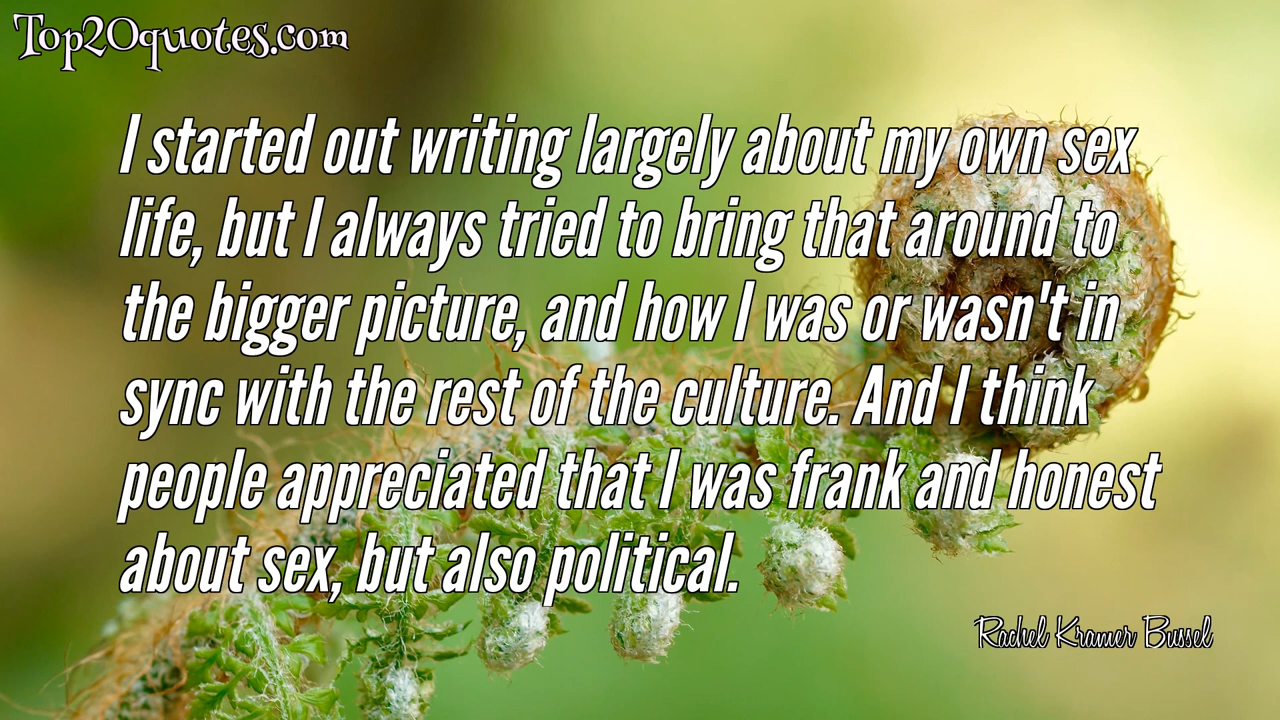 Top20quotes.com
I started out writing largely about my own sex
life, but I always tried to bring that around to
the bigger picture, and how I was or wasn't in
sync with the rest of the culture. And I think
people appreciated that I was frank and honest
about sex, but also political.
Rachel Kramer Bussel